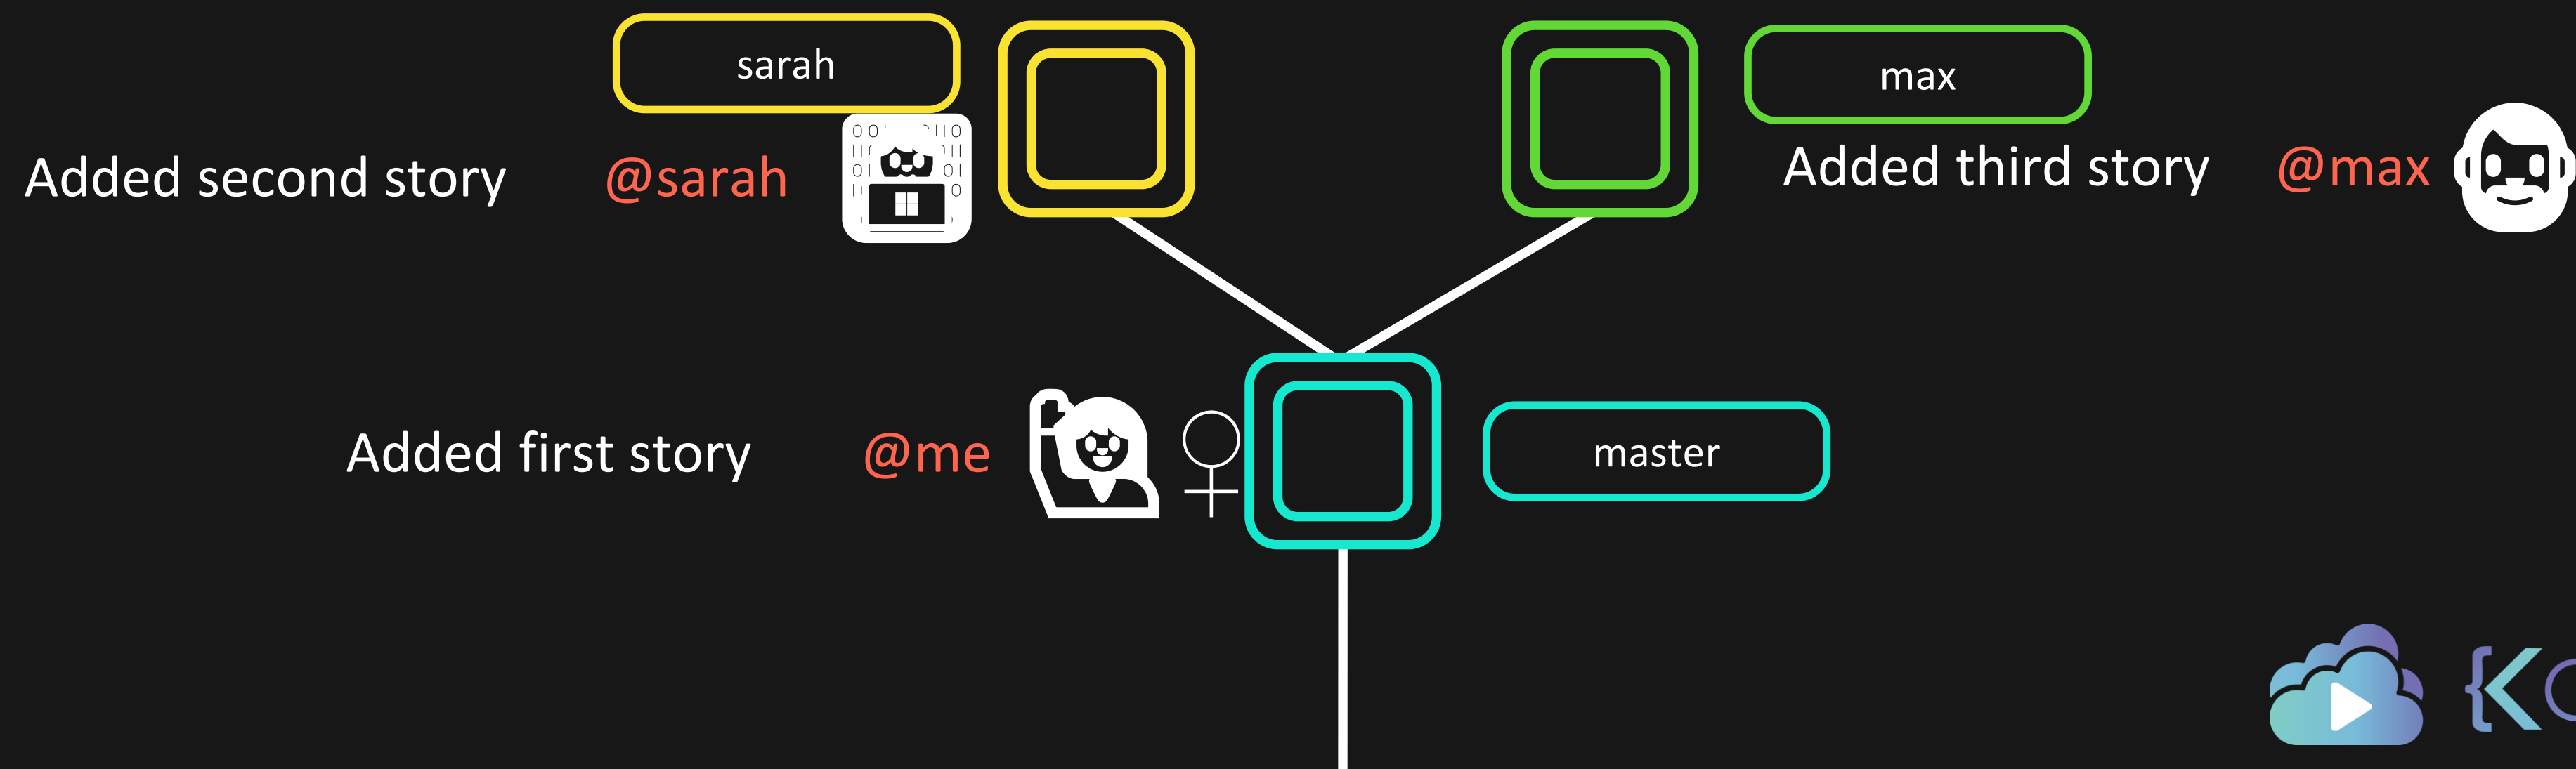 sarah
max
Added second story @sarah
Added third story @max
Added first story @me
master
{K